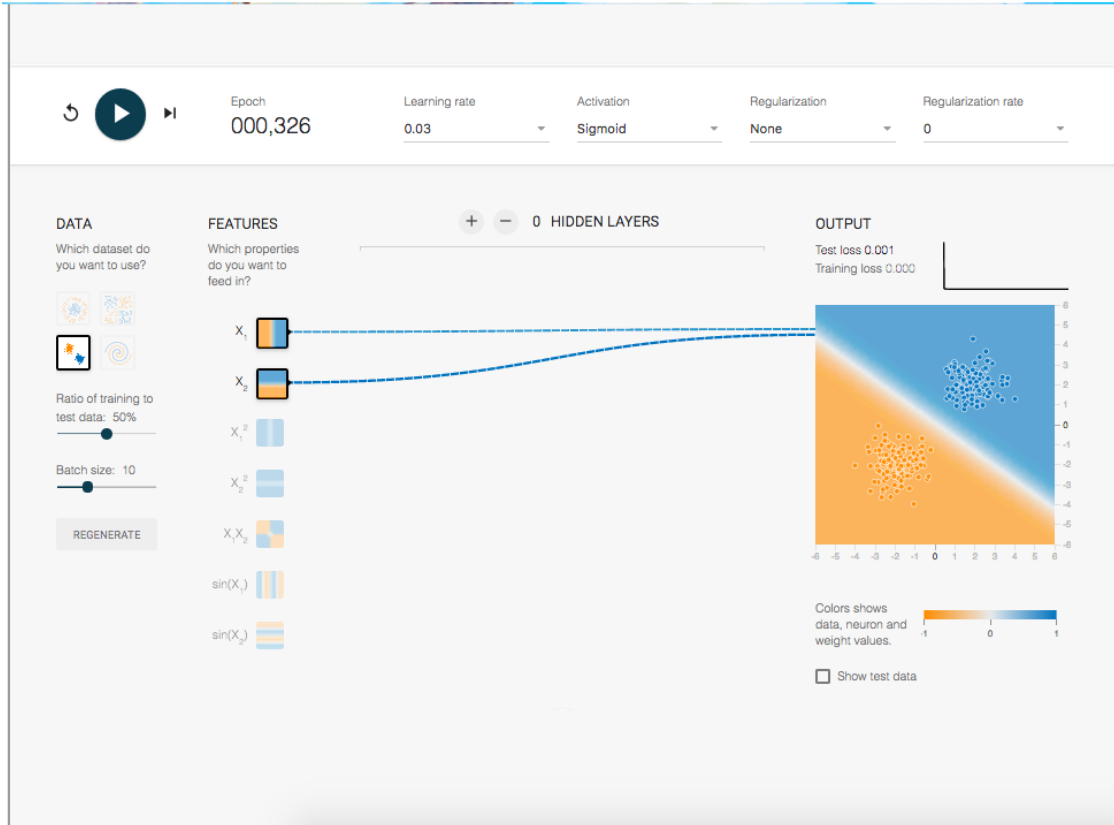 Epoch
000,326
Learning rate
0.03
Activation
Sigmoid
Regularization
None
Regularization rate
0
DATA
Which dataset do
you want to use?
Ratio of training to
test data: 50%
Batch size: 10
REGENERATE
FEATURES
Which properties
do you want to
feed in?
X₁
X₂
X₁²
X₂²
X₁X₂
sin(X₁)
sin(X₂)
+ − 0 HIDDEN LAYERS
OUTPUT
Test loss 0.001
Training loss 0.000
6
5
4
3
2
1
0
-1
-2
-3
-4
-5
-6
-6 -5 -4 -3 -2 -1 0 1 2 3 4 5 6
Colors shows
data, neuron and
weight values.
-1 0 1
Show test data